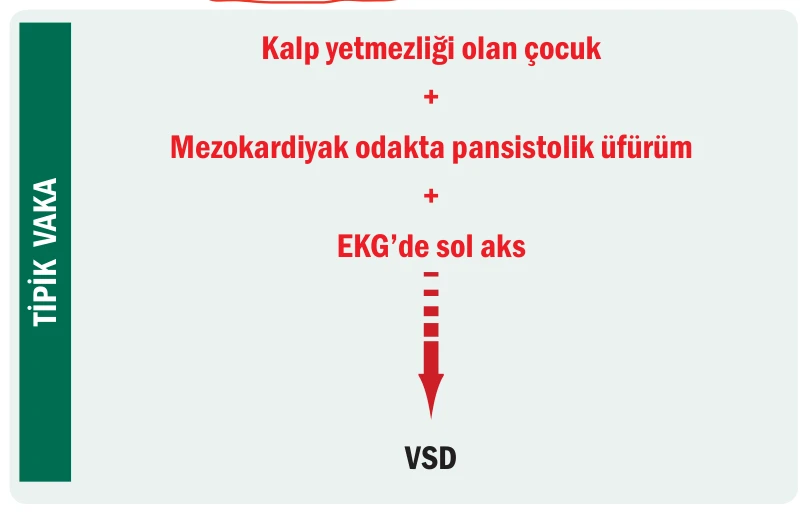 TİPİK VAKA
Kalp yetmezliği olan çocuk
+
Mezokardiyak odakta pansistolik üfürüm
+
EKG’de sol aks
VSD